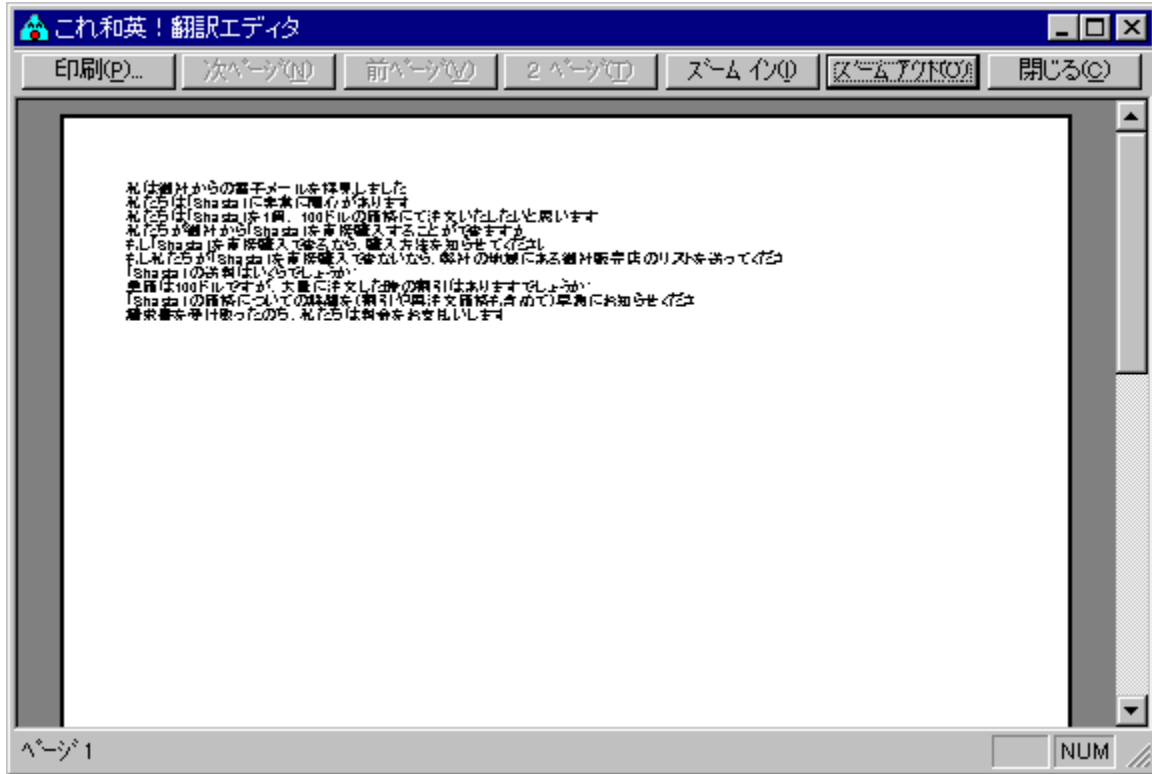 これ和英！翻訳エディタ
印刷(P)... 次ページ(N) 前ページ(V) 2 ページ(T) ズーム イン(I) ズーム アウト(O) 閉じる(C)
私は御社からの電子メールを拝見しました
私たちは「Shasta」に非常に関心があります
私たちは「Shasta」を1個、100ドルの価格にて注文いたしたいと思います
私たちが御社から「Shasta」を直接購入することができますか
もし「Shasta」を直接購入できるなら、購入方法を知らせてくださ
もし私たちが「Shasta」を直接購入できないなら、弊社の地域にある御社販売店のリストを送ってくださ
「Shasta」の送料はいくらでしょうか
単価は100ドルですが、大量に注文した時の割引はありますでしょうか
「Shasta」の価格についての詳細を(割引や再注文価格も含めて)早急にお知らせくださ
請求書を受け取ったのち、私たちは料金をお支払いします
ページ 1
NUM